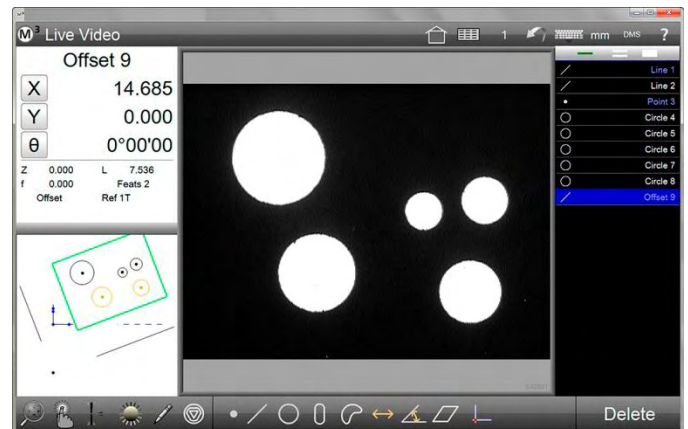 M³ Live Video
1 mm DMS ?
Offset 9
X 14.685
Y 0.000
θ 0°00'00
Z 0.000 L 7.536
f 0.000 Feats 2
Offset Ref 1T
Line 1
Line 2
Point 3
Circle 4
Circle 5
Circle 6
Circle 7
Circle 8
Offset 9
Delete